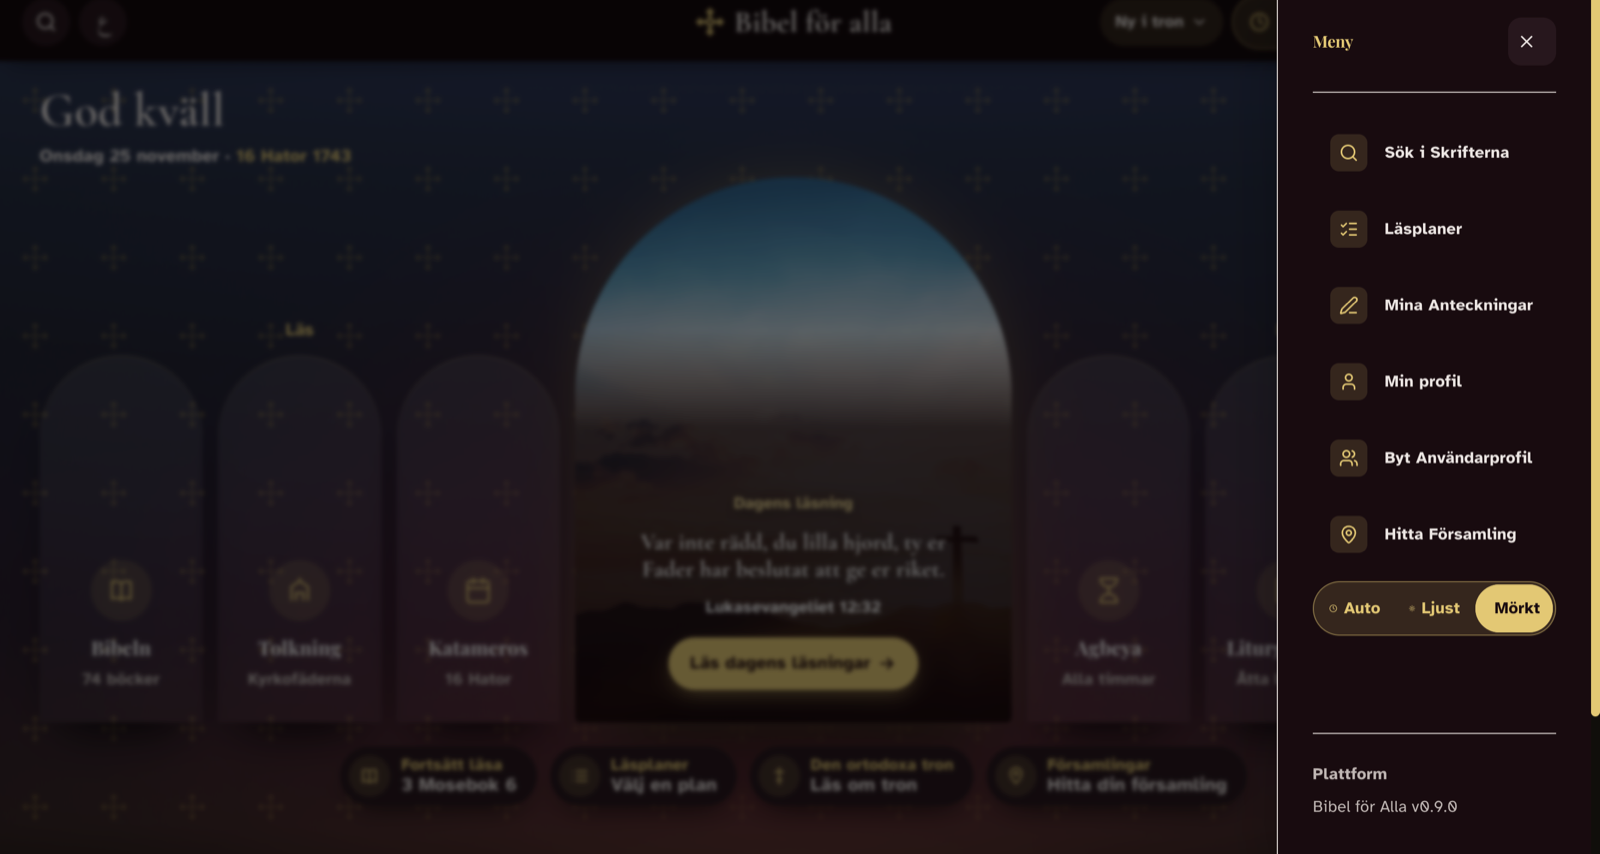 ع
Bibel för alla
Ny i tron
God kväll
Onsdag 25 november · 16 Hator 1743
Läs
Bibeln
74 böcker
Tolkning
Kyrkofäderna
Katameros
16 Hator
Dagens läsning
Var inte rädd, du lilla hjord, ty er
Fader har beslutat att ge er riket.
Lukasevangeliet 12:32
Läs dagens läsningar →
Agbeya
Alla timmar
Fortsätt läsa
3 Mosebok 6
Läsplaner
Välj en plan
Den ortodoxa tron
Läs om tron
Församlingar
Hitta din församling
Meny
Sök i Skrifterna
Läsplaner
Mina Anteckningar
Min profil
Byt Användarprofil
Hitta Församling
Auto
Ljust
Mörkt
Plattform
Bibel för Alla v0.9.0